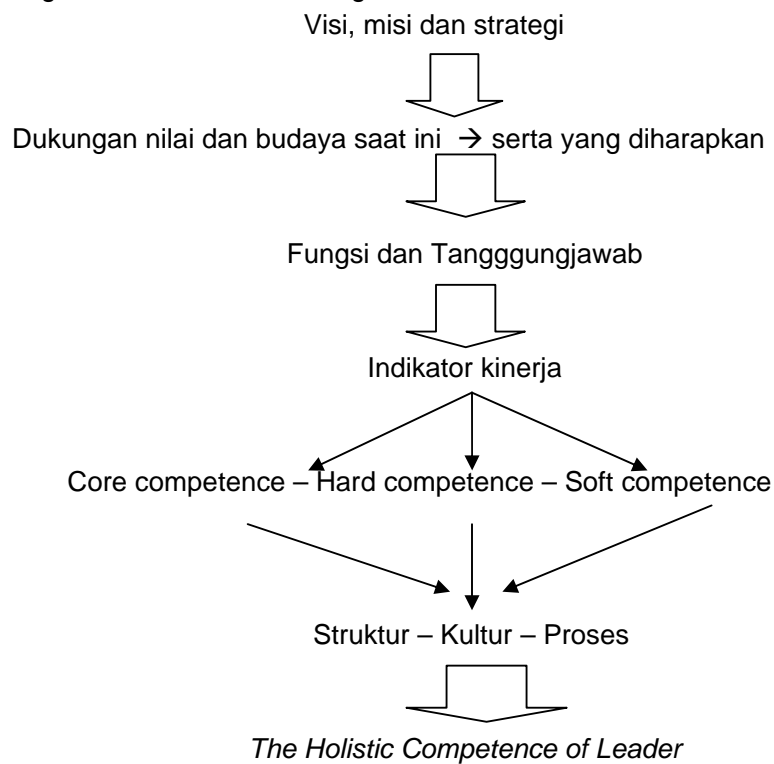 Visi, misi dan strategi
Dukungan nilai dan budaya saat ini → serta yang diharapkan
Fungsi dan Tangggungjawab
Indikator kinerja
Core competence – Hard competence – Soft competence
Struktur – Kultur – Proses
The Holistic Competence of Leader